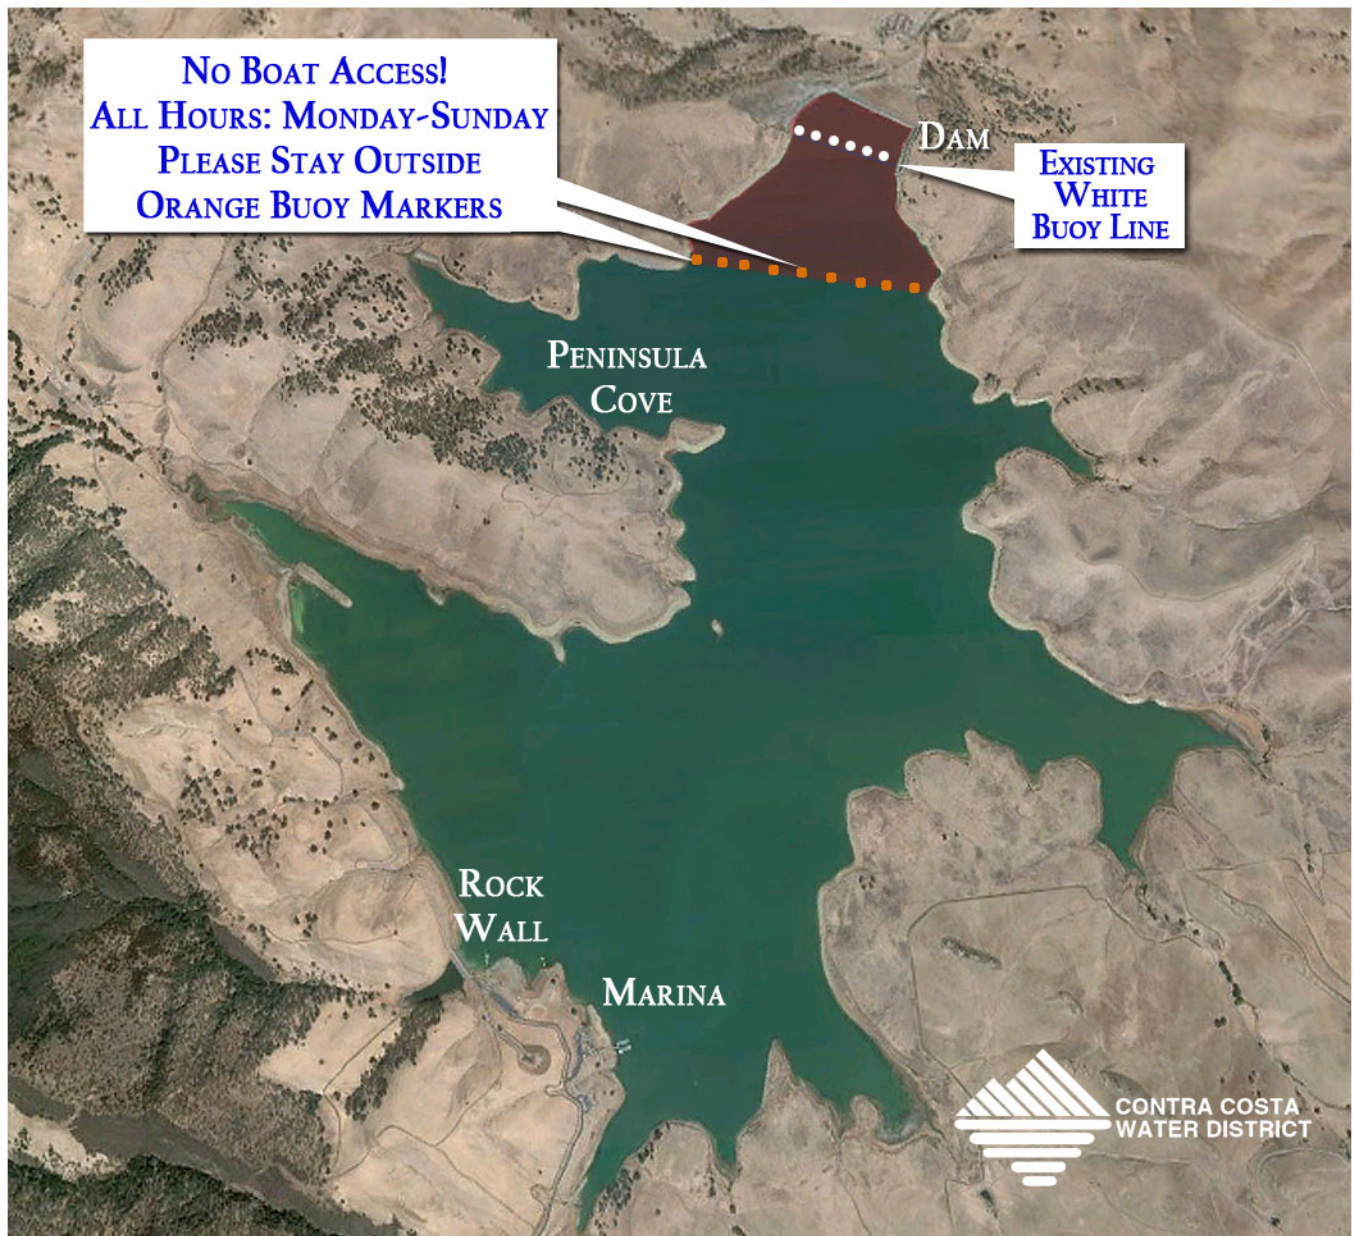 No Boat Access!
All Hours: Monday-Sunday
Please Stay Outside
Orange Buoy Markers
Dam
Existing
White
Buoy Line
Peninsula
Cove
Rock
Wall
Marina
CONTRA COSTA
WATER DISTRICT